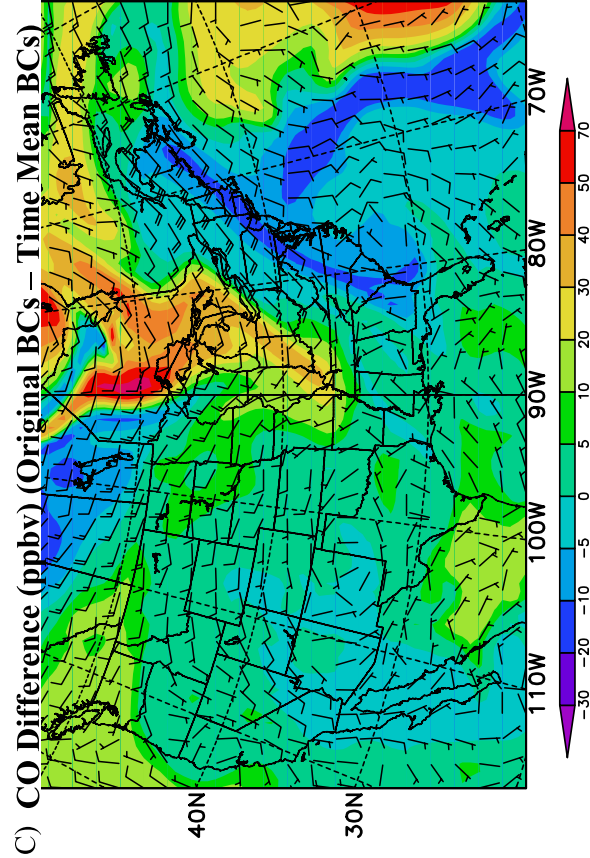 C) CO Difference (ppbv) (Original BCs – Time Mean BCs)
40N
30N
110W
100W
90W
80W
70W
−30
−20
−10
−5
0
5
10
20
30
40
50
70